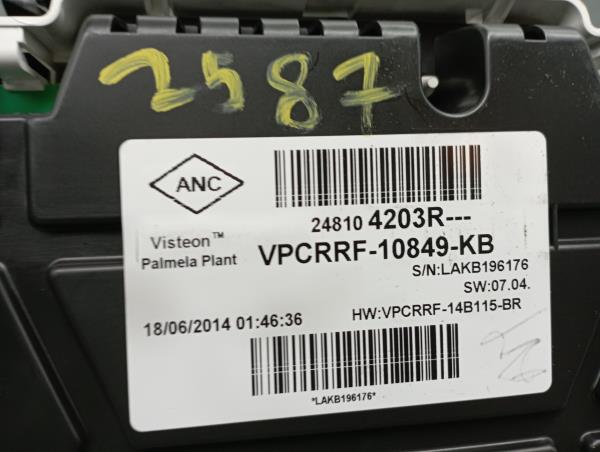 2587
ANC
Visteon™
Palmela Plant
24810 4203R---
VPCRRF-10849-KB
S/N:LAKB196176
SW:07.04.
HW:VPCRRF-14B115-BR
18/06/2014 01:46:36
*LAKB196176*